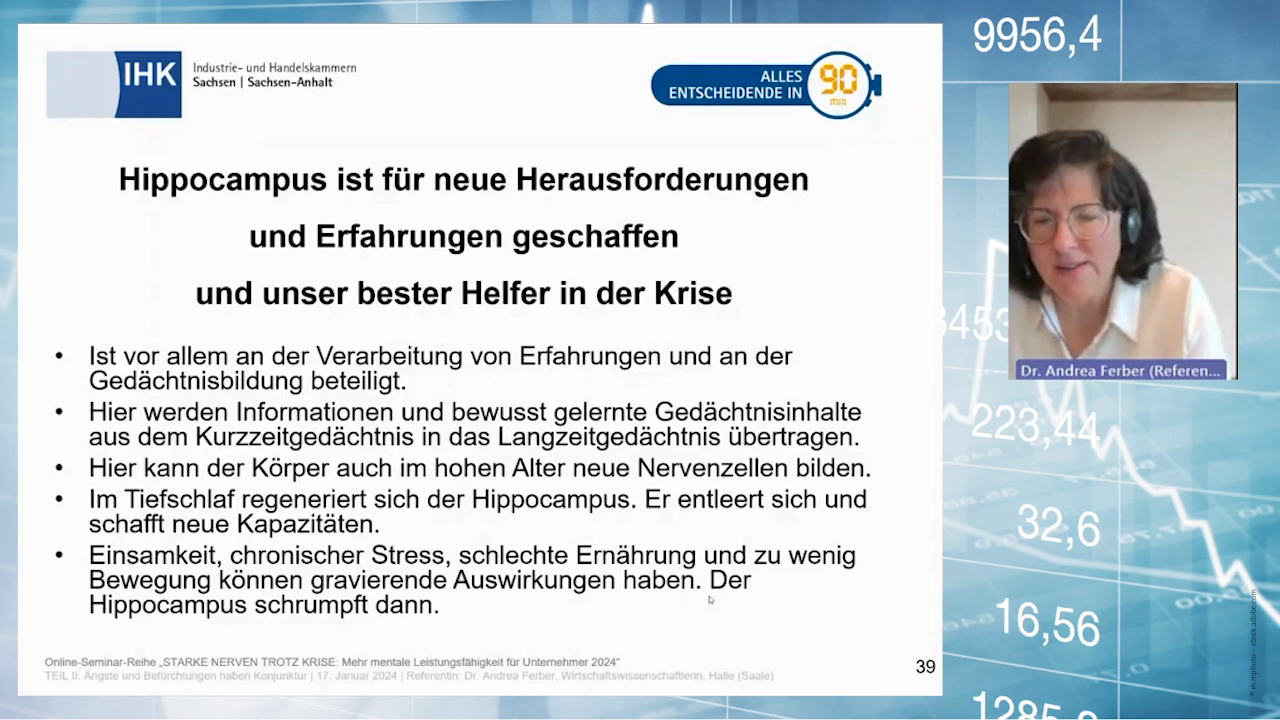 IHK
Industrie- und Handelskammern
Sachsen | Sachsen-Anhalt
ALLES
ENTSCHEIDENDE IN
90
min
Hippocampus ist für neue Herausforderungen
und Erfahrungen geschaffen
und unser bester Helfer in der Krise
• Ist vor allem an der Verarbeitung von Erfahrungen und an der
Gedächtnisbildung beteiligt.
• Hier werden Informationen und bewusst gelernte Gedächtnisinhalte
aus dem Kurzzeitgedächtnis in das Langzeitgedächtnis übertragen.
• Hier kann der Körper auch im hohen Alter neue Nervenzellen bilden.
• Im Tiefschlaf regeneriert sich der Hippocampus. Er entleert sich und
schafft neue Kapazitäten.
• Einsamkeit, chronischer Stress, schlechte Ernährung und zu wenig
Bewegung können gravierende Auswirkungen haben. Der
Hippocampus schrumpft dann.
Online-Seminar-Reihe „STARKE NERVEN TROTZ KRISE: Mehr mentale Leistungsfähigkeit für Unternehmer 2024“
TEIL II: Ängste und Befürchtungen haben Konjunktur | 17. Januar 2024 | Referentin: Dr. Andrea Ferber, Wirtschaftswissenschaftlerin, Halle (Saale)
39
9956,4
Dr. Andrea Ferber (Referen...
223,44
32,6
16,56
© m.mphoto - stock.adobe.com